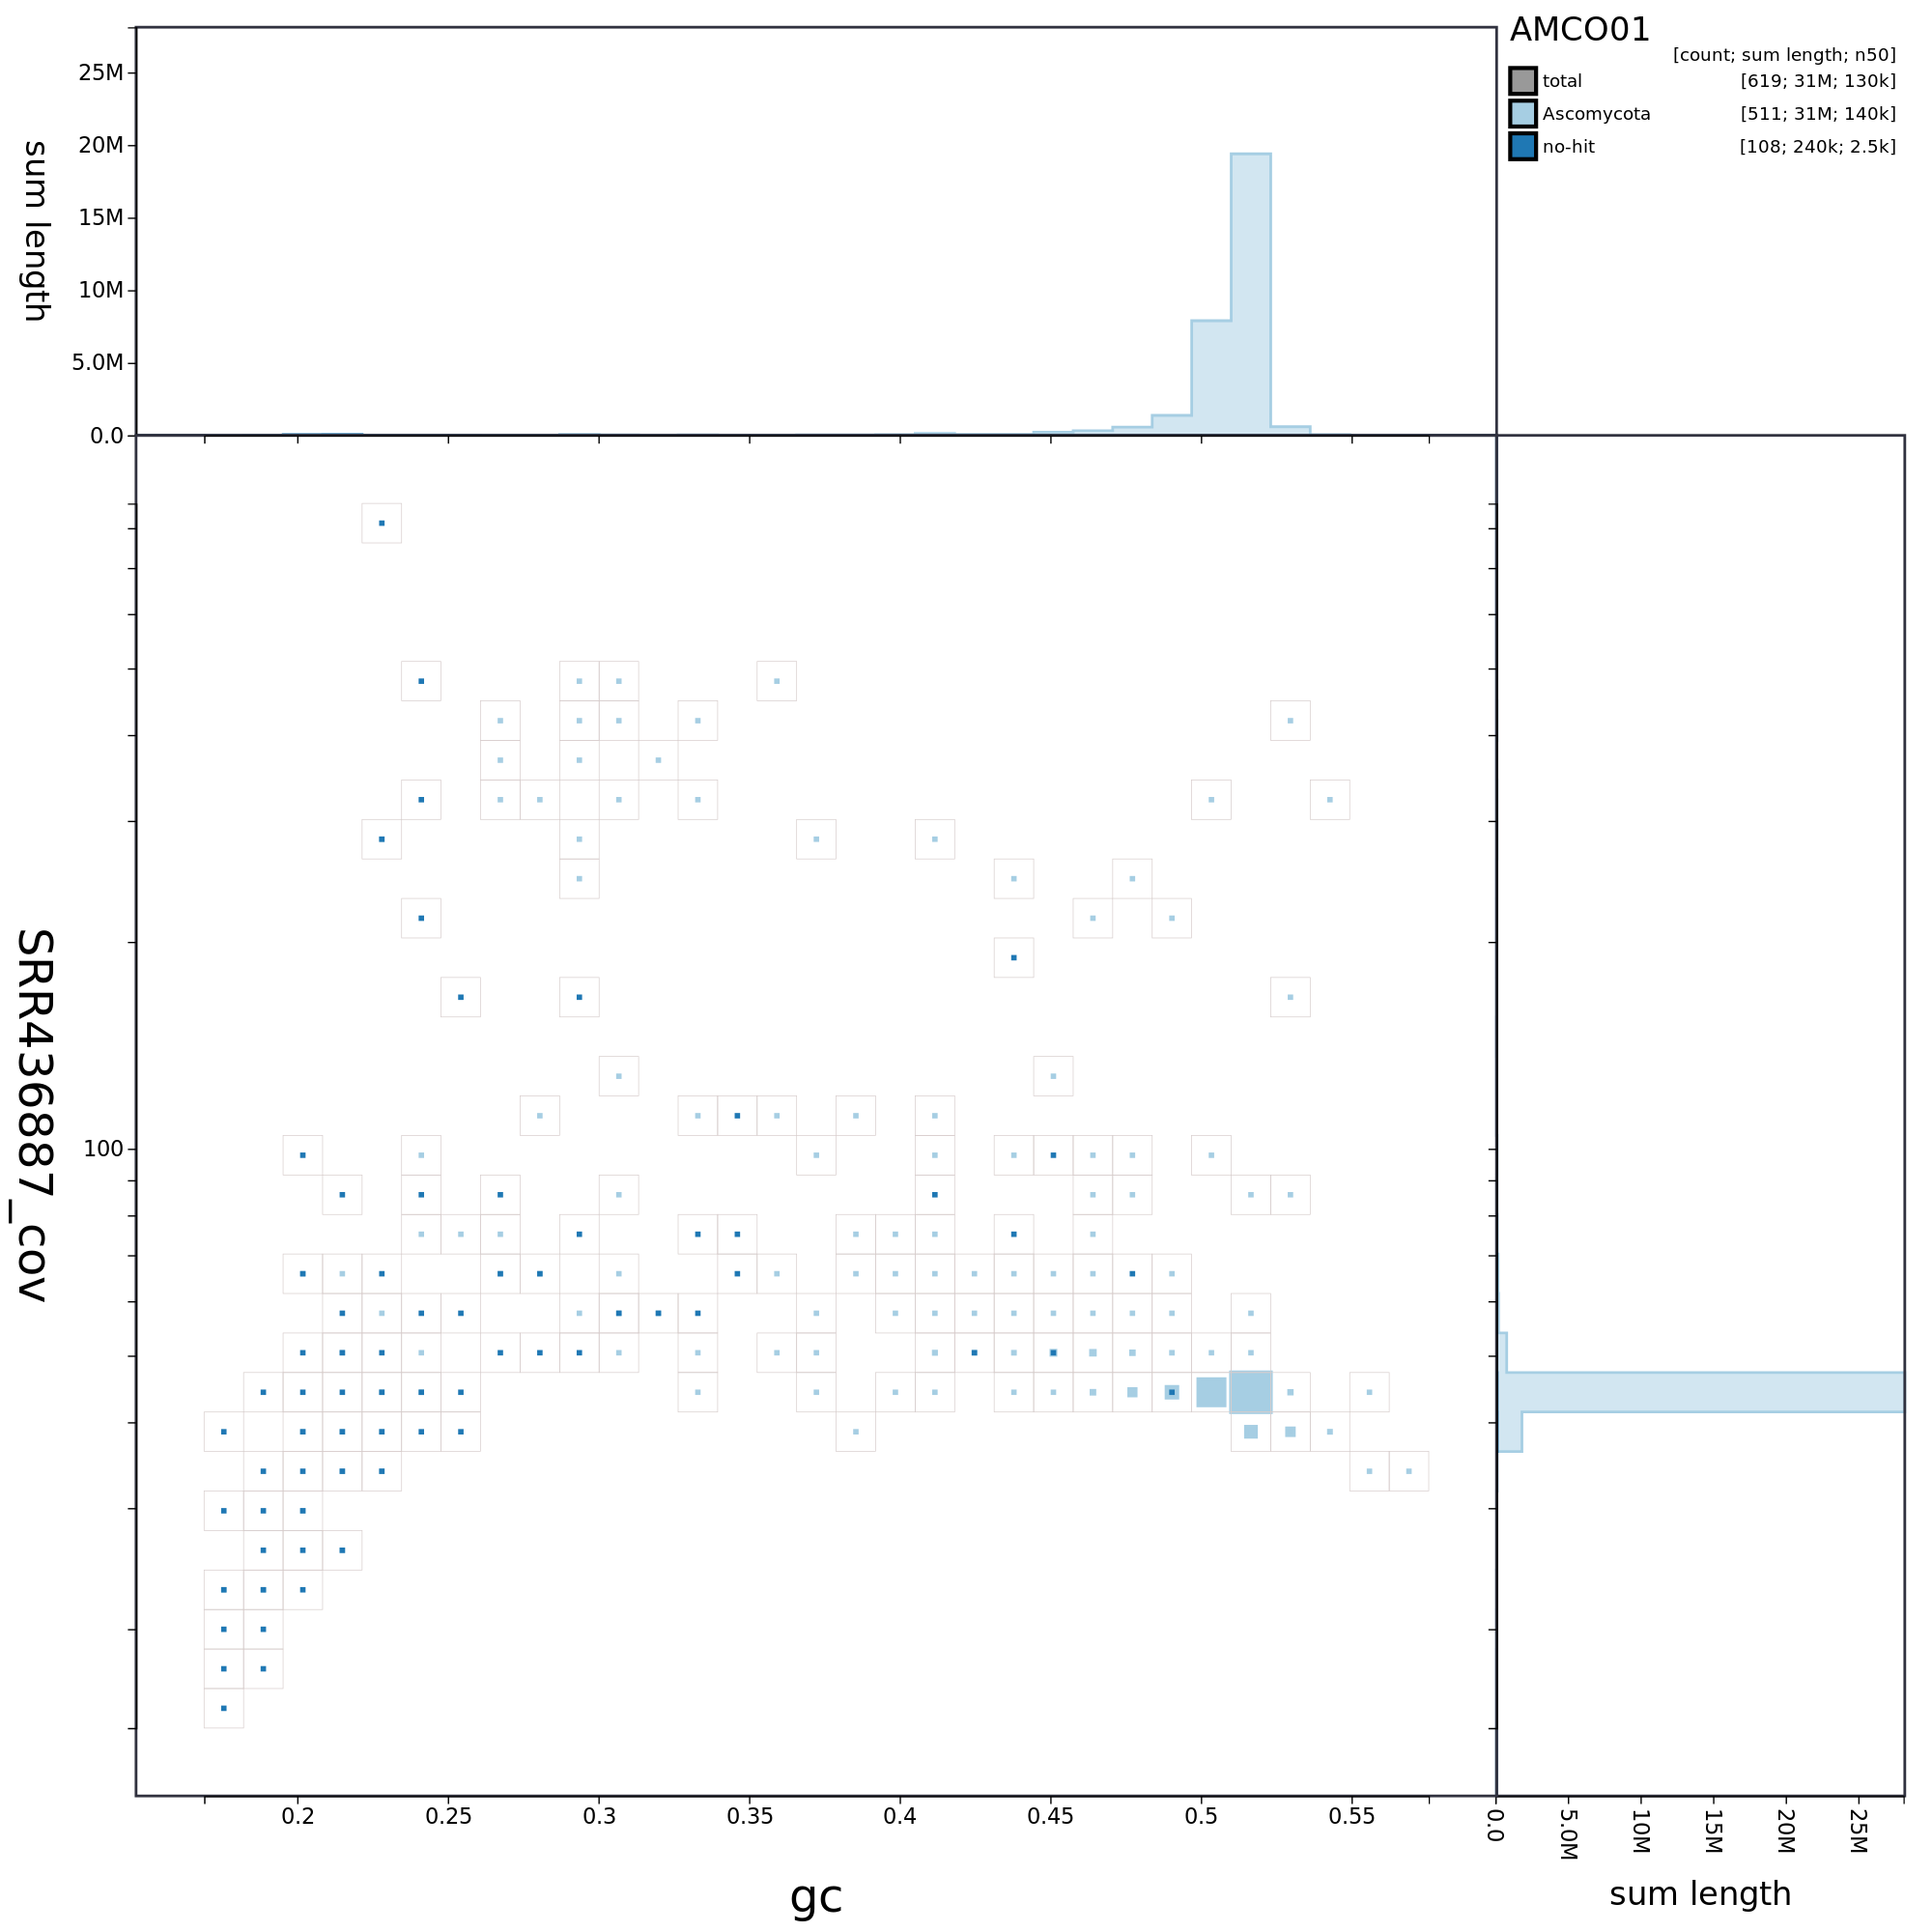 AMCO01
[count; sum length; n50]
total [619; 31M; 130k]
Ascomycota [511; 31M; 140k]
no-hit [108; 240k; 2.5k]
sum length
25M
20M
15M
10M
5.0M
0.0
SRR436887_cov
100
0.2 0.25 0.3 0.35 0.4 0.45 0.5 0.55
gc
0.0 5.0M 10M 15M 20M 25M
sum length